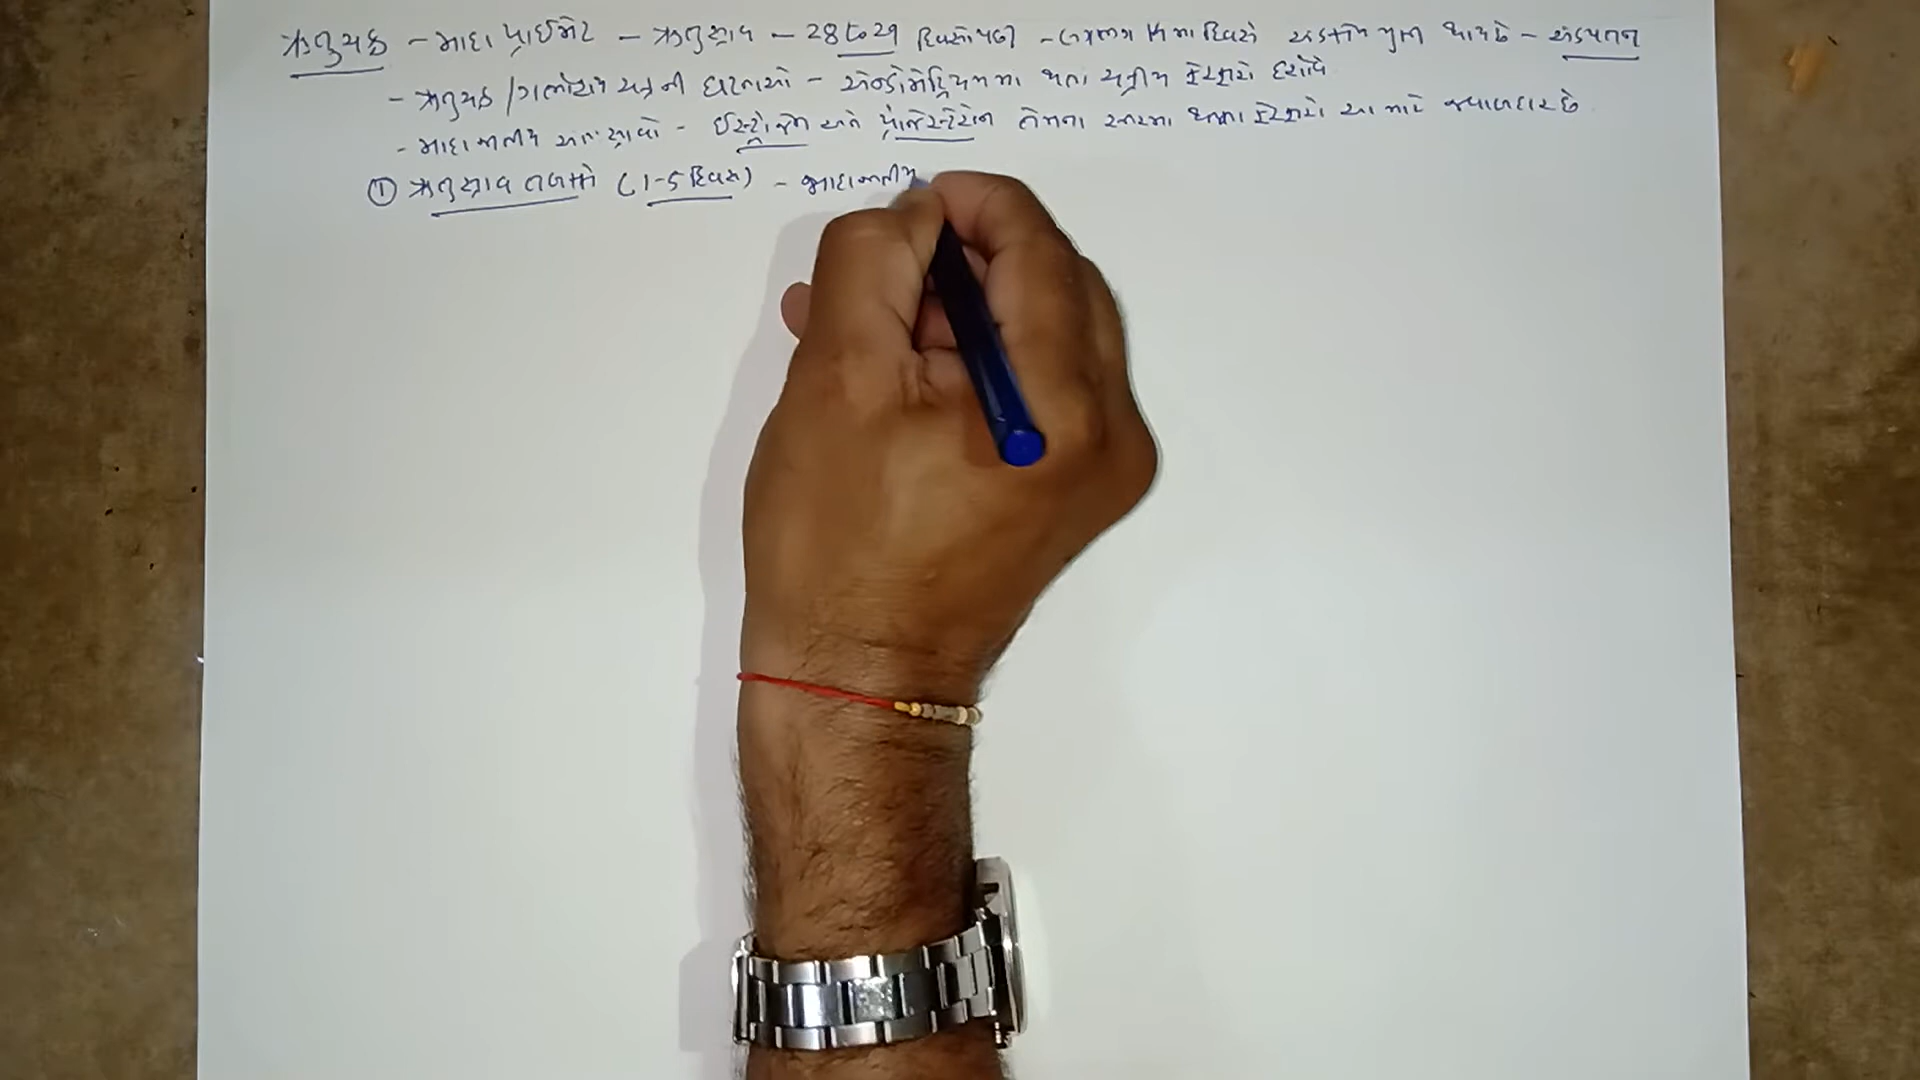 ઋતુચક્ર - માદા પ્રાઈમેટ - ઋતુસ્ત્રાવ - 28 to 29 દિવસો પછી - લગભગ 14 મા દિવસે અંડકોષ મુક્ત થાય છે - અંડપતન
- ઋતુચક્ર / ગર્ભાશય ચક્રની ઘટનાઓ - એન્ડોમેટ્રિયમમા થતા ચક્રીય ફેરફારો દર્શાવે
- માદા જાતીય અંતઃસ્ત્રાવો - ઈસ્ટ્રોજન અને પ્રોજેસ્ટેરોન તેમના સ્તરમા થતા ફેરફારો આ માટે જવાબદાર છે
① ઋતુસ્ત્રાવ તબક્કો (1-5 દિવસ) - માદા જાતીય